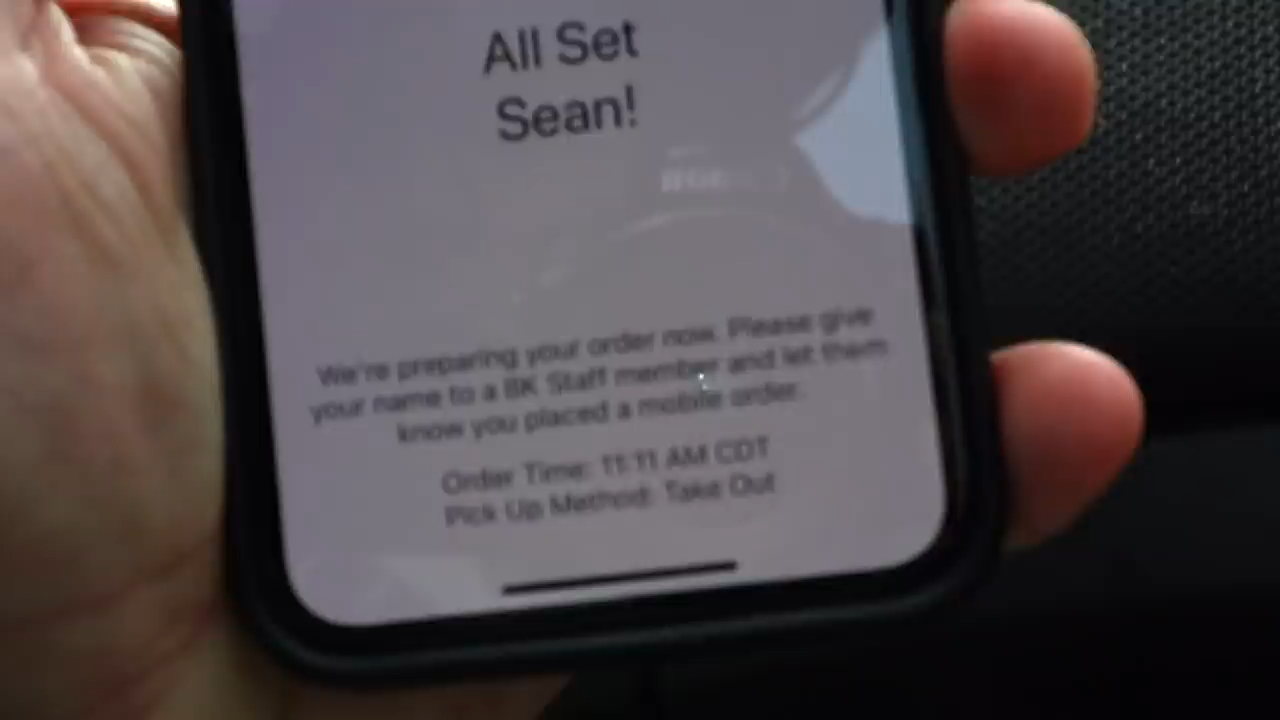 All Set
Sean!
We're preparing your order now. Please give
your name to a BK Staff member and let them
know you placed a mobile order.
Order Time: 11:11 AM CDT
Pick Up Method: Take Out